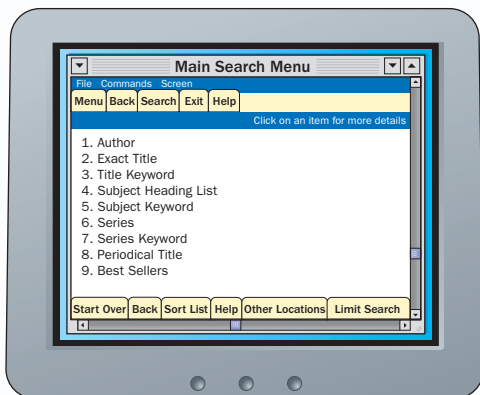 Main Search Menu
File Commands Screen
Menu Back Search Exit Help
Click on an item for more details
1. Author
2. Exact Title
3. Title Keyword
4. Subject Heading List
5. Subject Keyword
6. Series
7. Series Keyword
8. Periodical Title
9. Best Sellers
Start Over Back Sort List Help Other Locations Limit Search